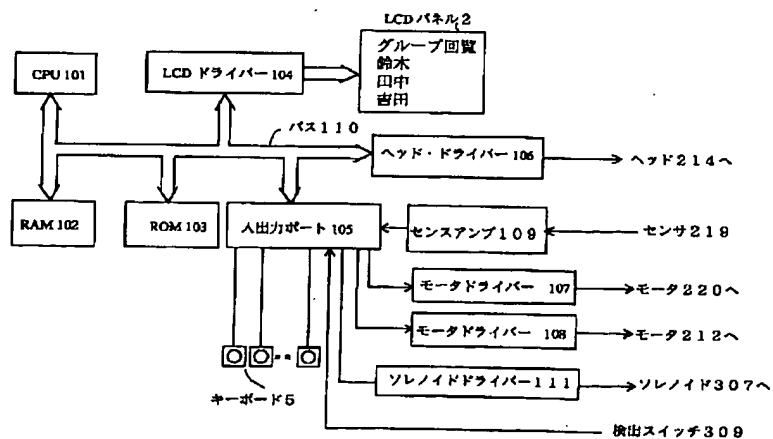 LCDパネル2
グループ回覧
鈴木
田中
吉田
CPU 101
LCD ドライバー 104
バス110
ヘッド・ドライバー 106
ヘッド214へ
RAM 102
ROM 103
入出力ポート 105
センスアンプ109
センサ219
モータドライバー 107
モータ220へ
モータドライバー 108
モータ212へ
キーボード5
ソレノイドドライバー111
ソレノイド307へ
検出スイッチ309